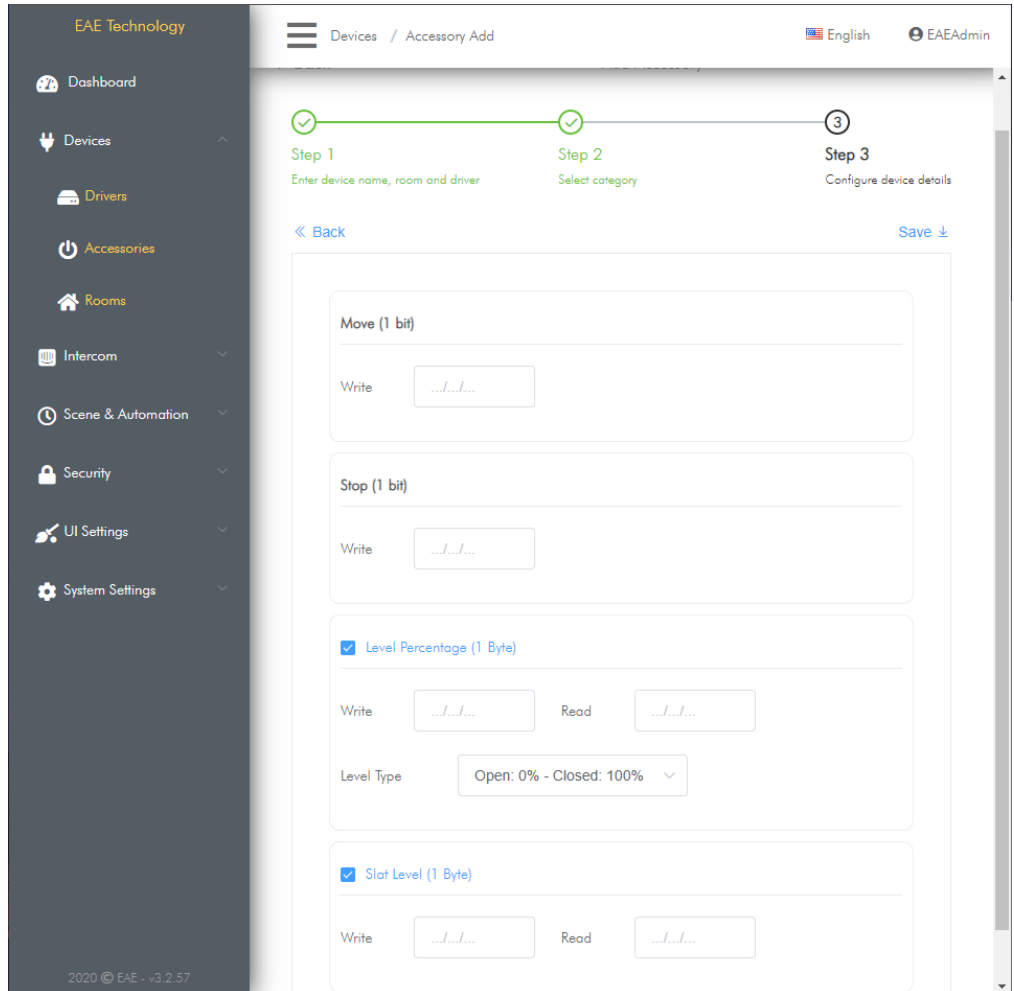 EAE Technology
Devices / Accessory Add
English
EAEAdmin
Dashboard
Devices
Drivers
Accessories
Rooms
Intercom
Scene & Automation
Security
UI Settings
System Settings
2020 © EAE - v3.2.57
3
Step 1
Step 2
Step 3
Enter device name, room and driver
Select category
Configure device details
« Back
Save
Move (1 bit)
Write .../.../...
Stop (1 bit)
Write .../.../...
Level Percentage (1 Byte)
Write .../.../... Read .../.../...
Level Type Open: 0% - Closed: 100%
Slat Level (1 Byte)
Write .../.../... Read .../.../...